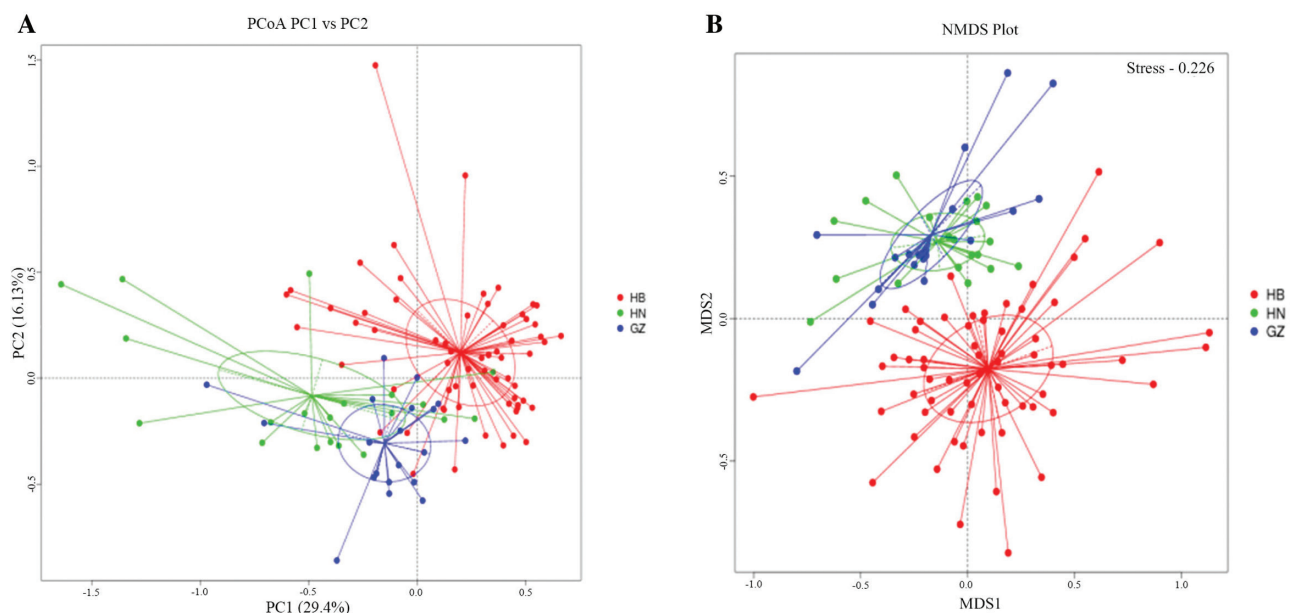 A
PCoA PC1 vs PC2
PC2 (16.13%)
1.5
1.0
0.5
0.0
-0.5
-1.5
-1.0
-0.5
0.0
0.5
PC1 (29.4%)
HB
HN
GZ
B
NMDS Plot
Stress - 0.226
MDS2
0.5
0.0
-0.5
-1.0
-0.5
0.0
0.5
1.0
MDS1
HB
HN
GZ